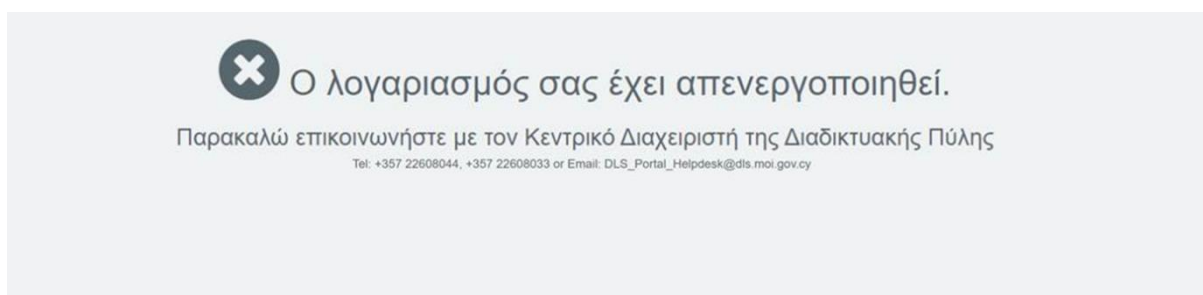 Ο λογαριασμός σας έχει απενεργοποιηθεί.
Παρακαλώ επικοινωνήστε με τον Κεντρικό Διαχειριστή της Διαδικτυακής Πύλης
Tel: +357 22608044, +357 22608033 or Email: DLS_Portal_Helpdesk@dls.moi.gov.cy